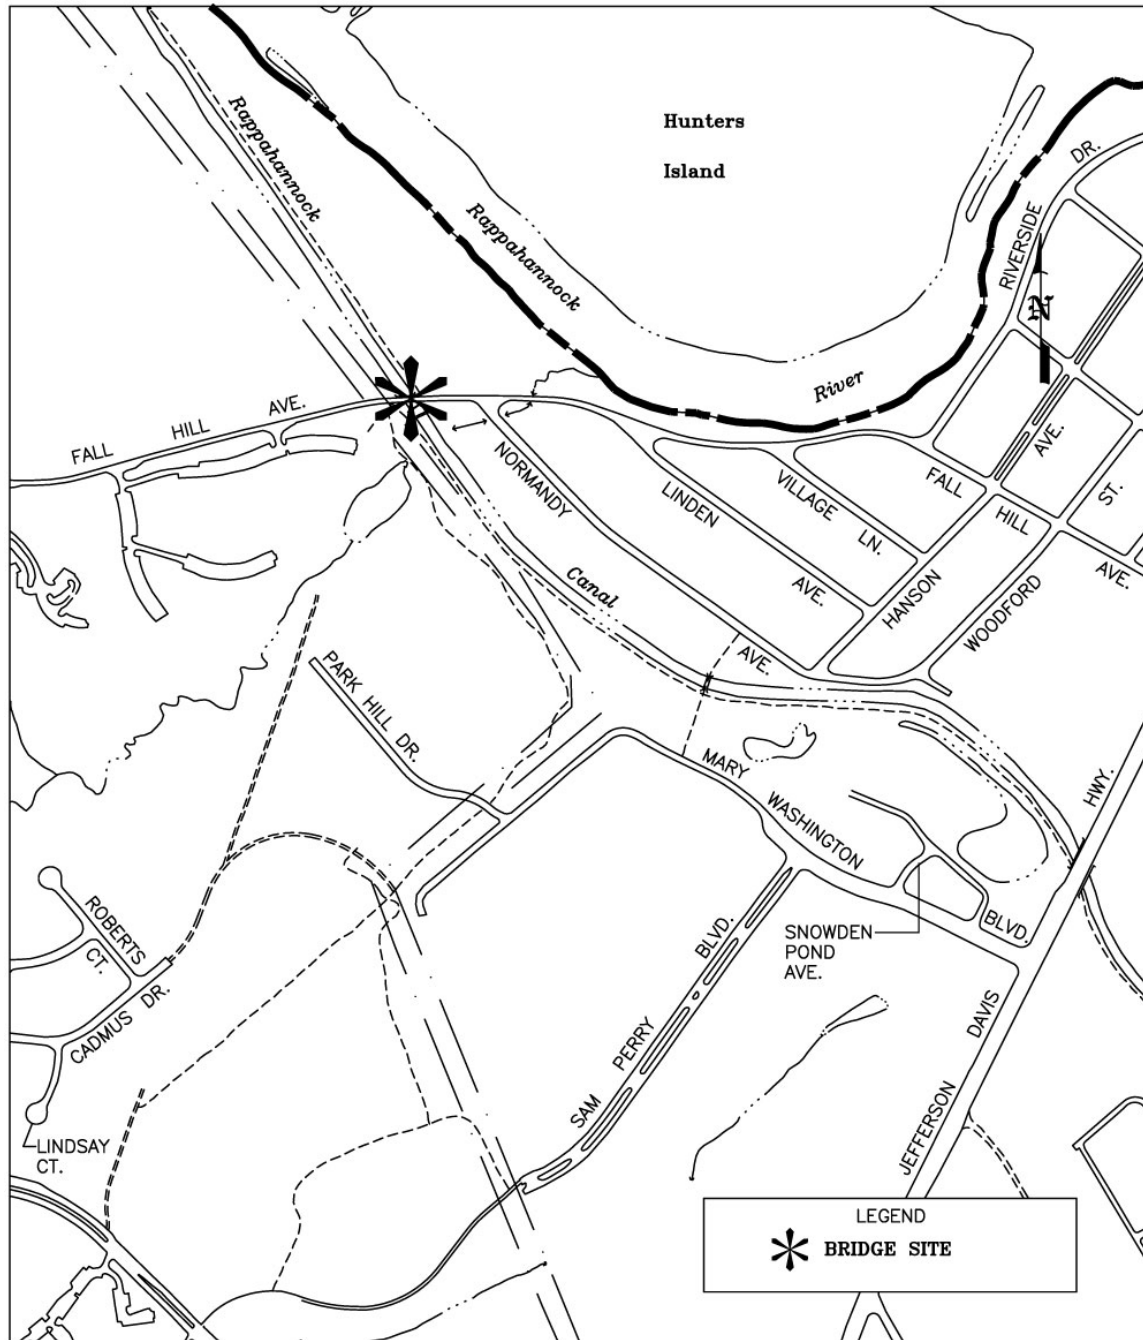 Hunters
Island
Rappahannock
Rappahannock
River
DR.
RIVERSIDE
N
FALL HILL AVE.
NORMANDY AVE.
LINDEN AVE.
VILLAGE LN.
FALL HILL AVE.
AVE.
ST.
HANSON
WOODFORD
Canal
PARK HILL DR.
MARY WASHINGTON BLVD.
HWY.
ROBERTS
CT.
CADMUS DR.
SNOWDEN
POND
AVE.
SAM PERRY BLVD.
JEFFERSON DAVIS
LINDSAY
CT.
LEGEND
BRIDGE SITE